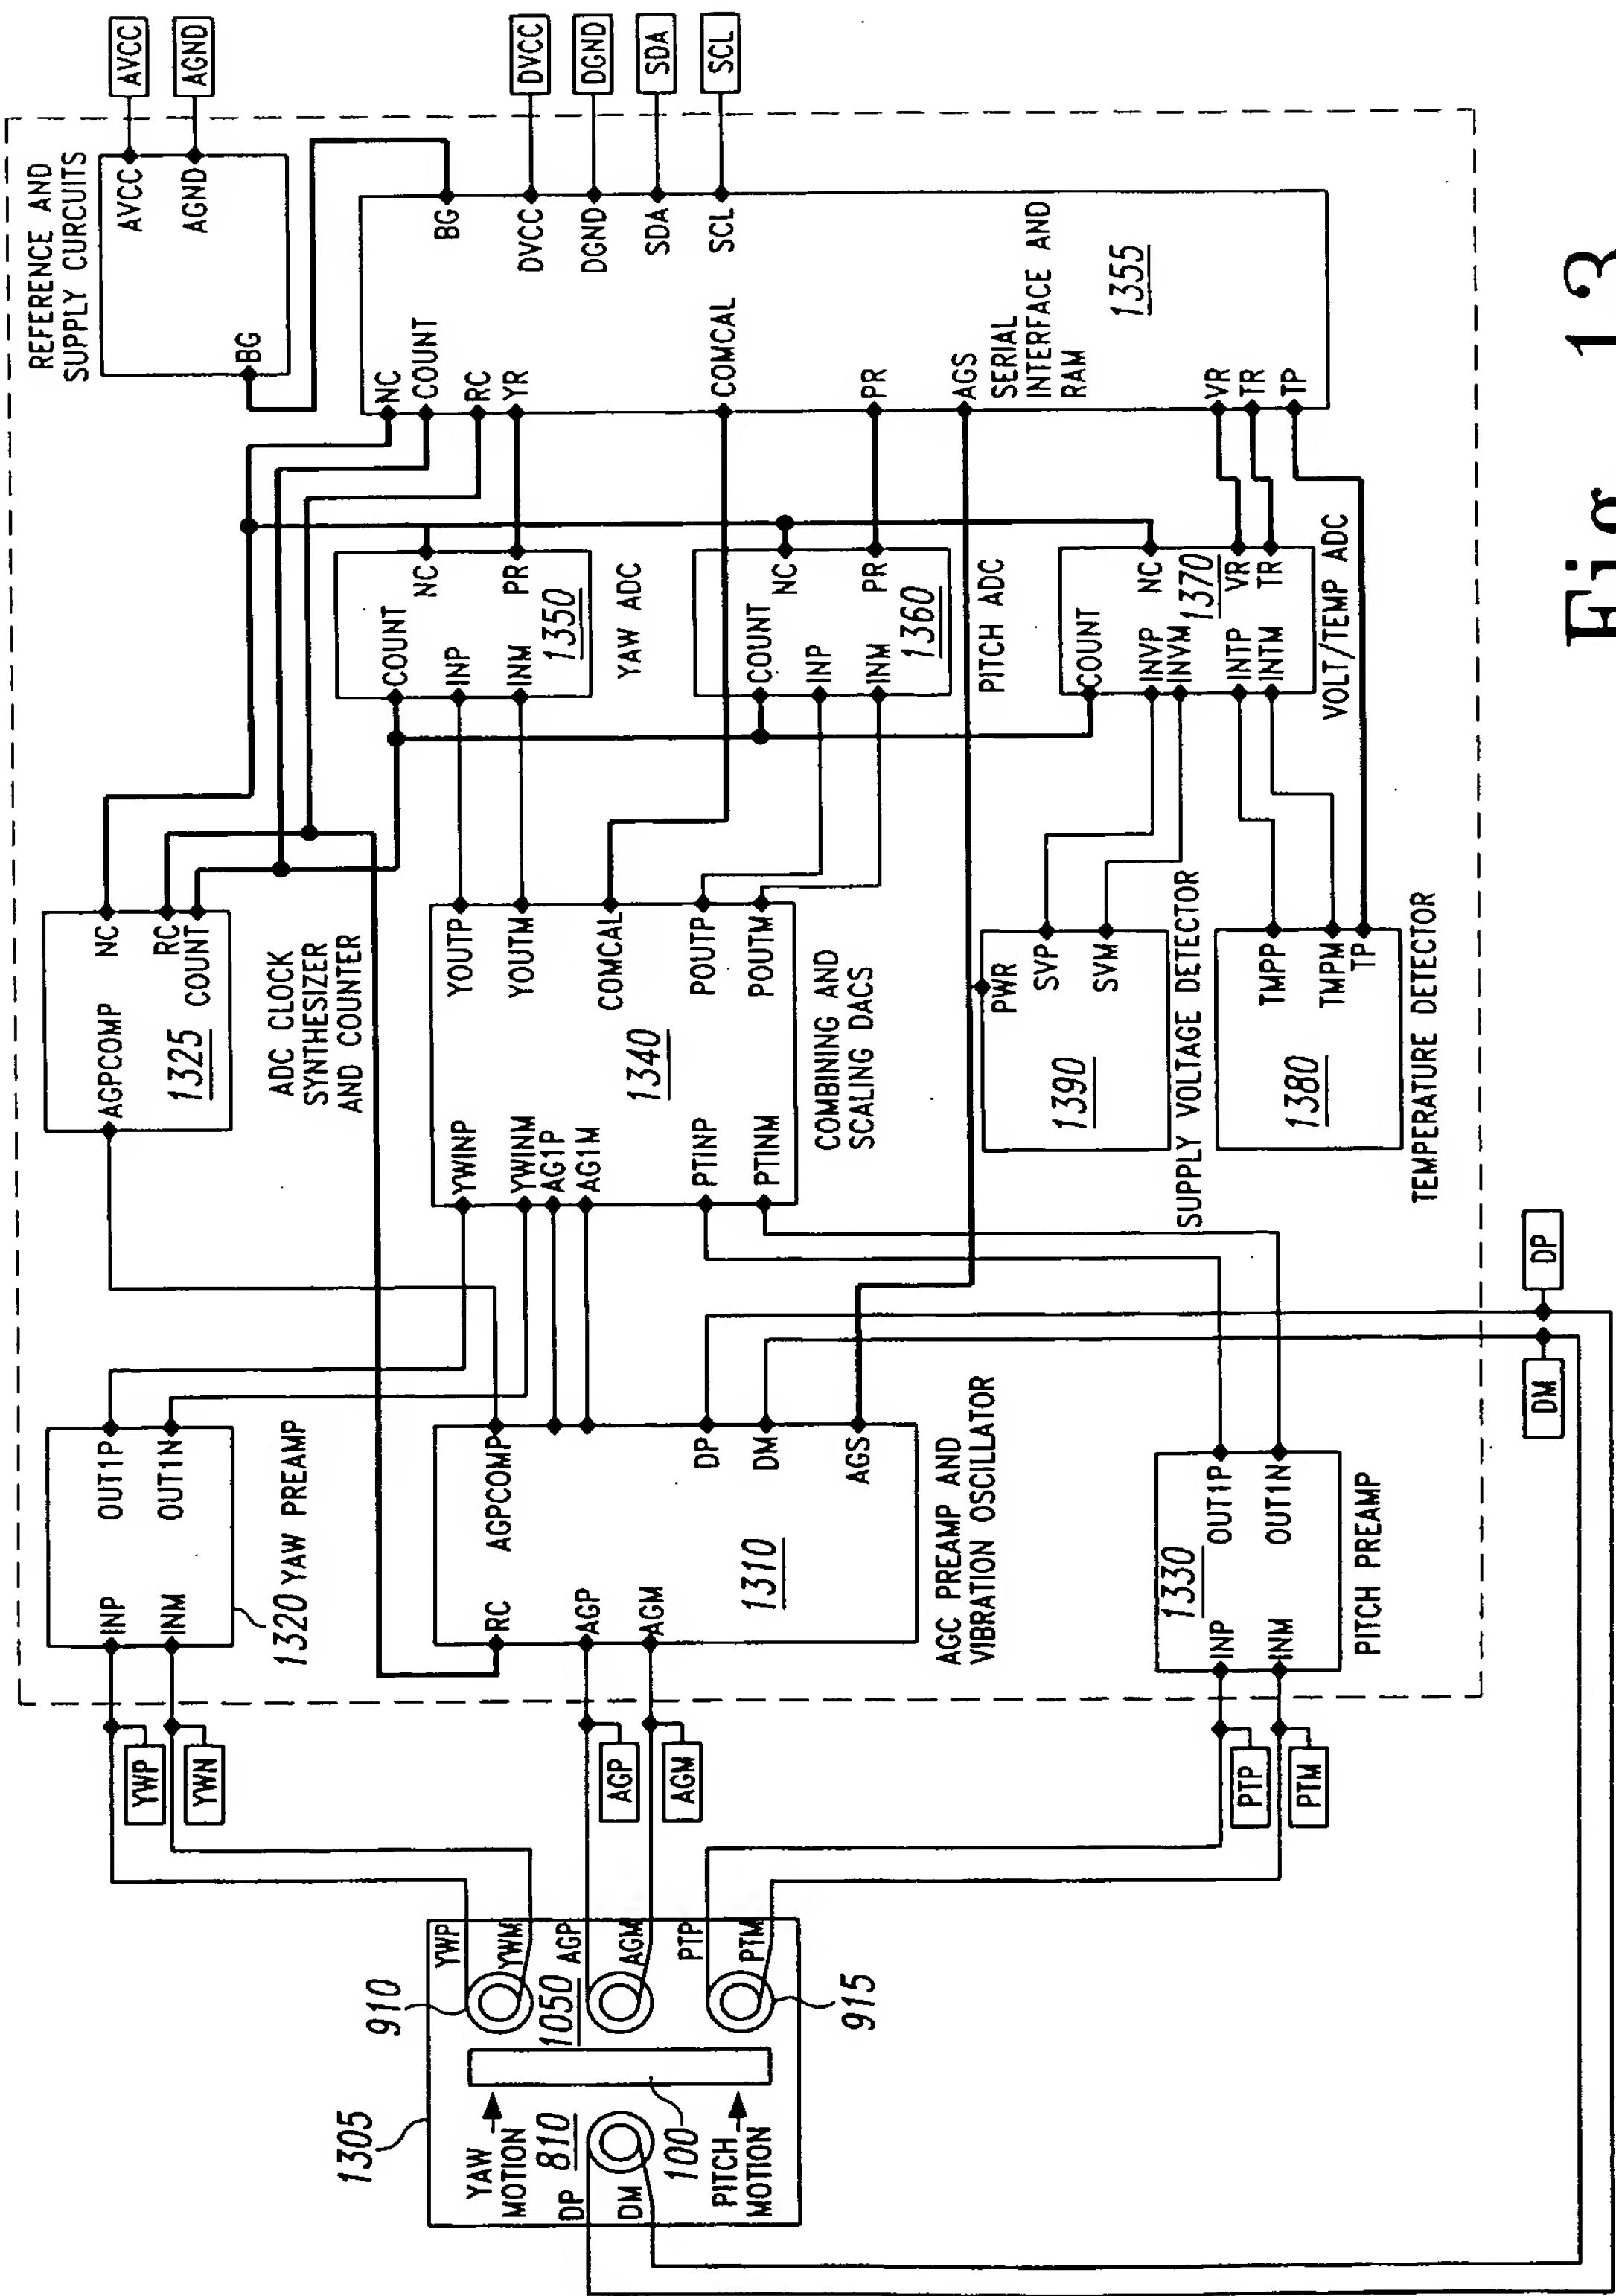 REFERENCE AND
SUPPLY CURCUITS
AVCC
AGND
BG
AVCC
AGND
DVCC
DGND
SDA
SCL
NC
COUNT
RC
YR
COMCAL
PR
AGS
VR
TR
TP
BG
DVCC
DGND
SDA
SCL
SERIAL
INTERFACE AND
RAM
1355
AGPCOMP
NC
RC
COUNT
1325
ADC CLOCK
SYNTHESIZER
AND COUNTER
COUNT
INP
INM
NC
PR
1350
YAW ADC
COUNT
INP
INM
NC
PR
1360
PITCH ADC
COUNT
INVP
INVM
INTP
INTM
NC
VR
TR
1370
VOLT/TEMP ADC
YWINP
YWINM
AG1P
AG1M
PTINP
PTINM
YOUTP
YOUTM
COMCAL
POUTP
POUTM
1340
COMBINING AND
SCALING DACS
PWR
SVP
SVM
1390
SUPPLY VOLTAGE DETECTOR
TMPP
TMPM
TP
1380
TEMPERATURE DETECTOR
INP
INM
OUT1P
OUT1N
1320 YAW PREAMP
RC
AGP
AGM
AGPCOMP
DP
DM
AGS
1310
AGC PREAMP AND
VIBRATION OSCILLATOR
INP
INM
OUT1P
OUT1N
1330
PITCH PREAMP
DP
DM
YWP
YWN
AGP
AGM
PTP
PTM
1305
910
YWP
YWM
AGP
1050
AGM
PTP
PTM
915
YAW
MOTION
810
DP
DM
100
PITCH
MOTION
Fig. 13